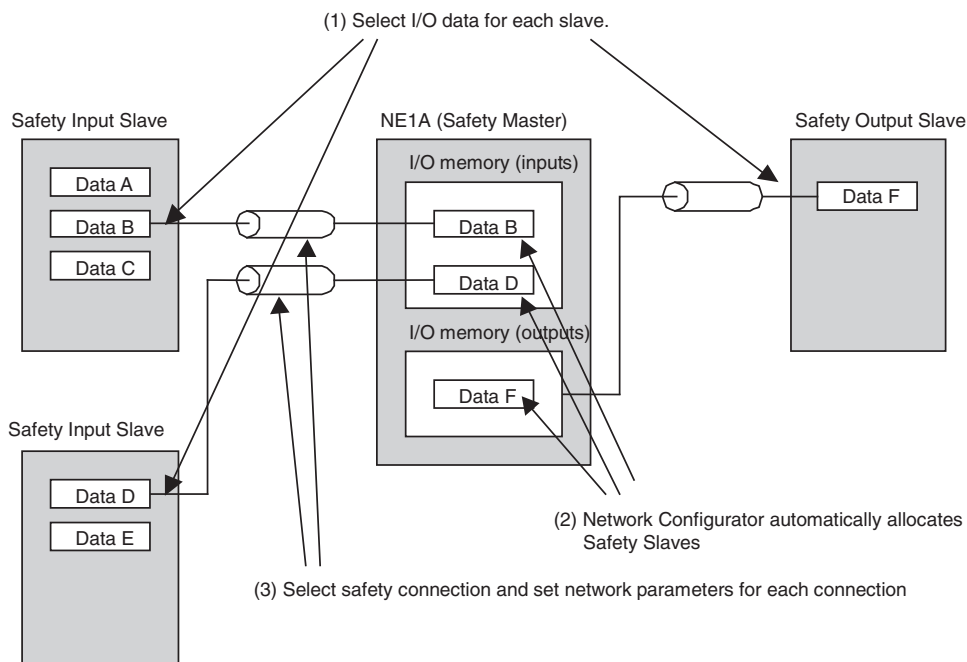 (1) Select I/O data for each slave.
Safety Input Slave
NE1A (Safety Master)
Safety Output Slave
I/O memory (inputs)
Data A
Data B
Data C
Data B
Data D
Data F
I/O memory (outputs)
Data F
Safety Input Slave
Data D
Data E
(2) Network Configurator automatically allocates
Safety Slaves
(3) Select safety connection and set network parameters for each connection